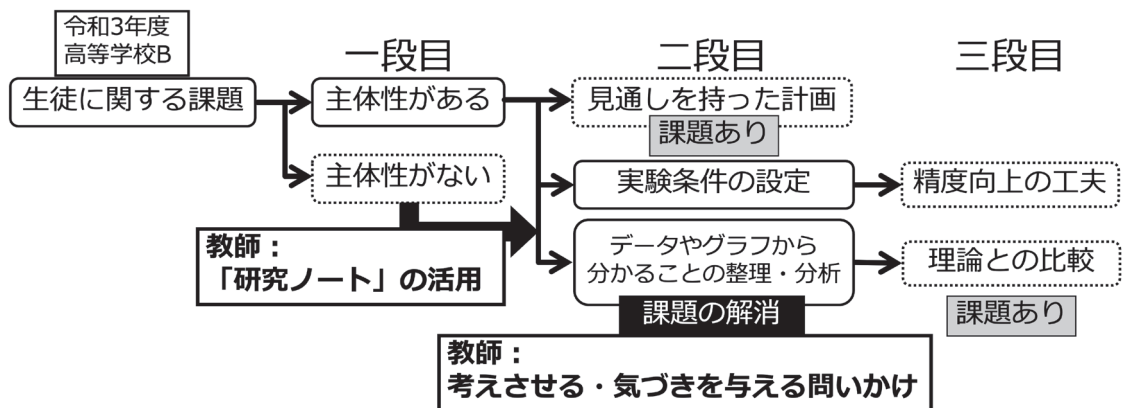 令和3年度
高等学校B
一段目
二段目
三段目
生徒に関する課題
主体性がある
見通しを持った計画
課題あり
主体性がない
実験条件の設定
精度向上の工夫
教師：
「研究ノート」の活用
データやグラフから
分かることの整理・分析
理論との比較
課題の解消
課題あり
教師：
考えさせる・気づきを与える問いかけ